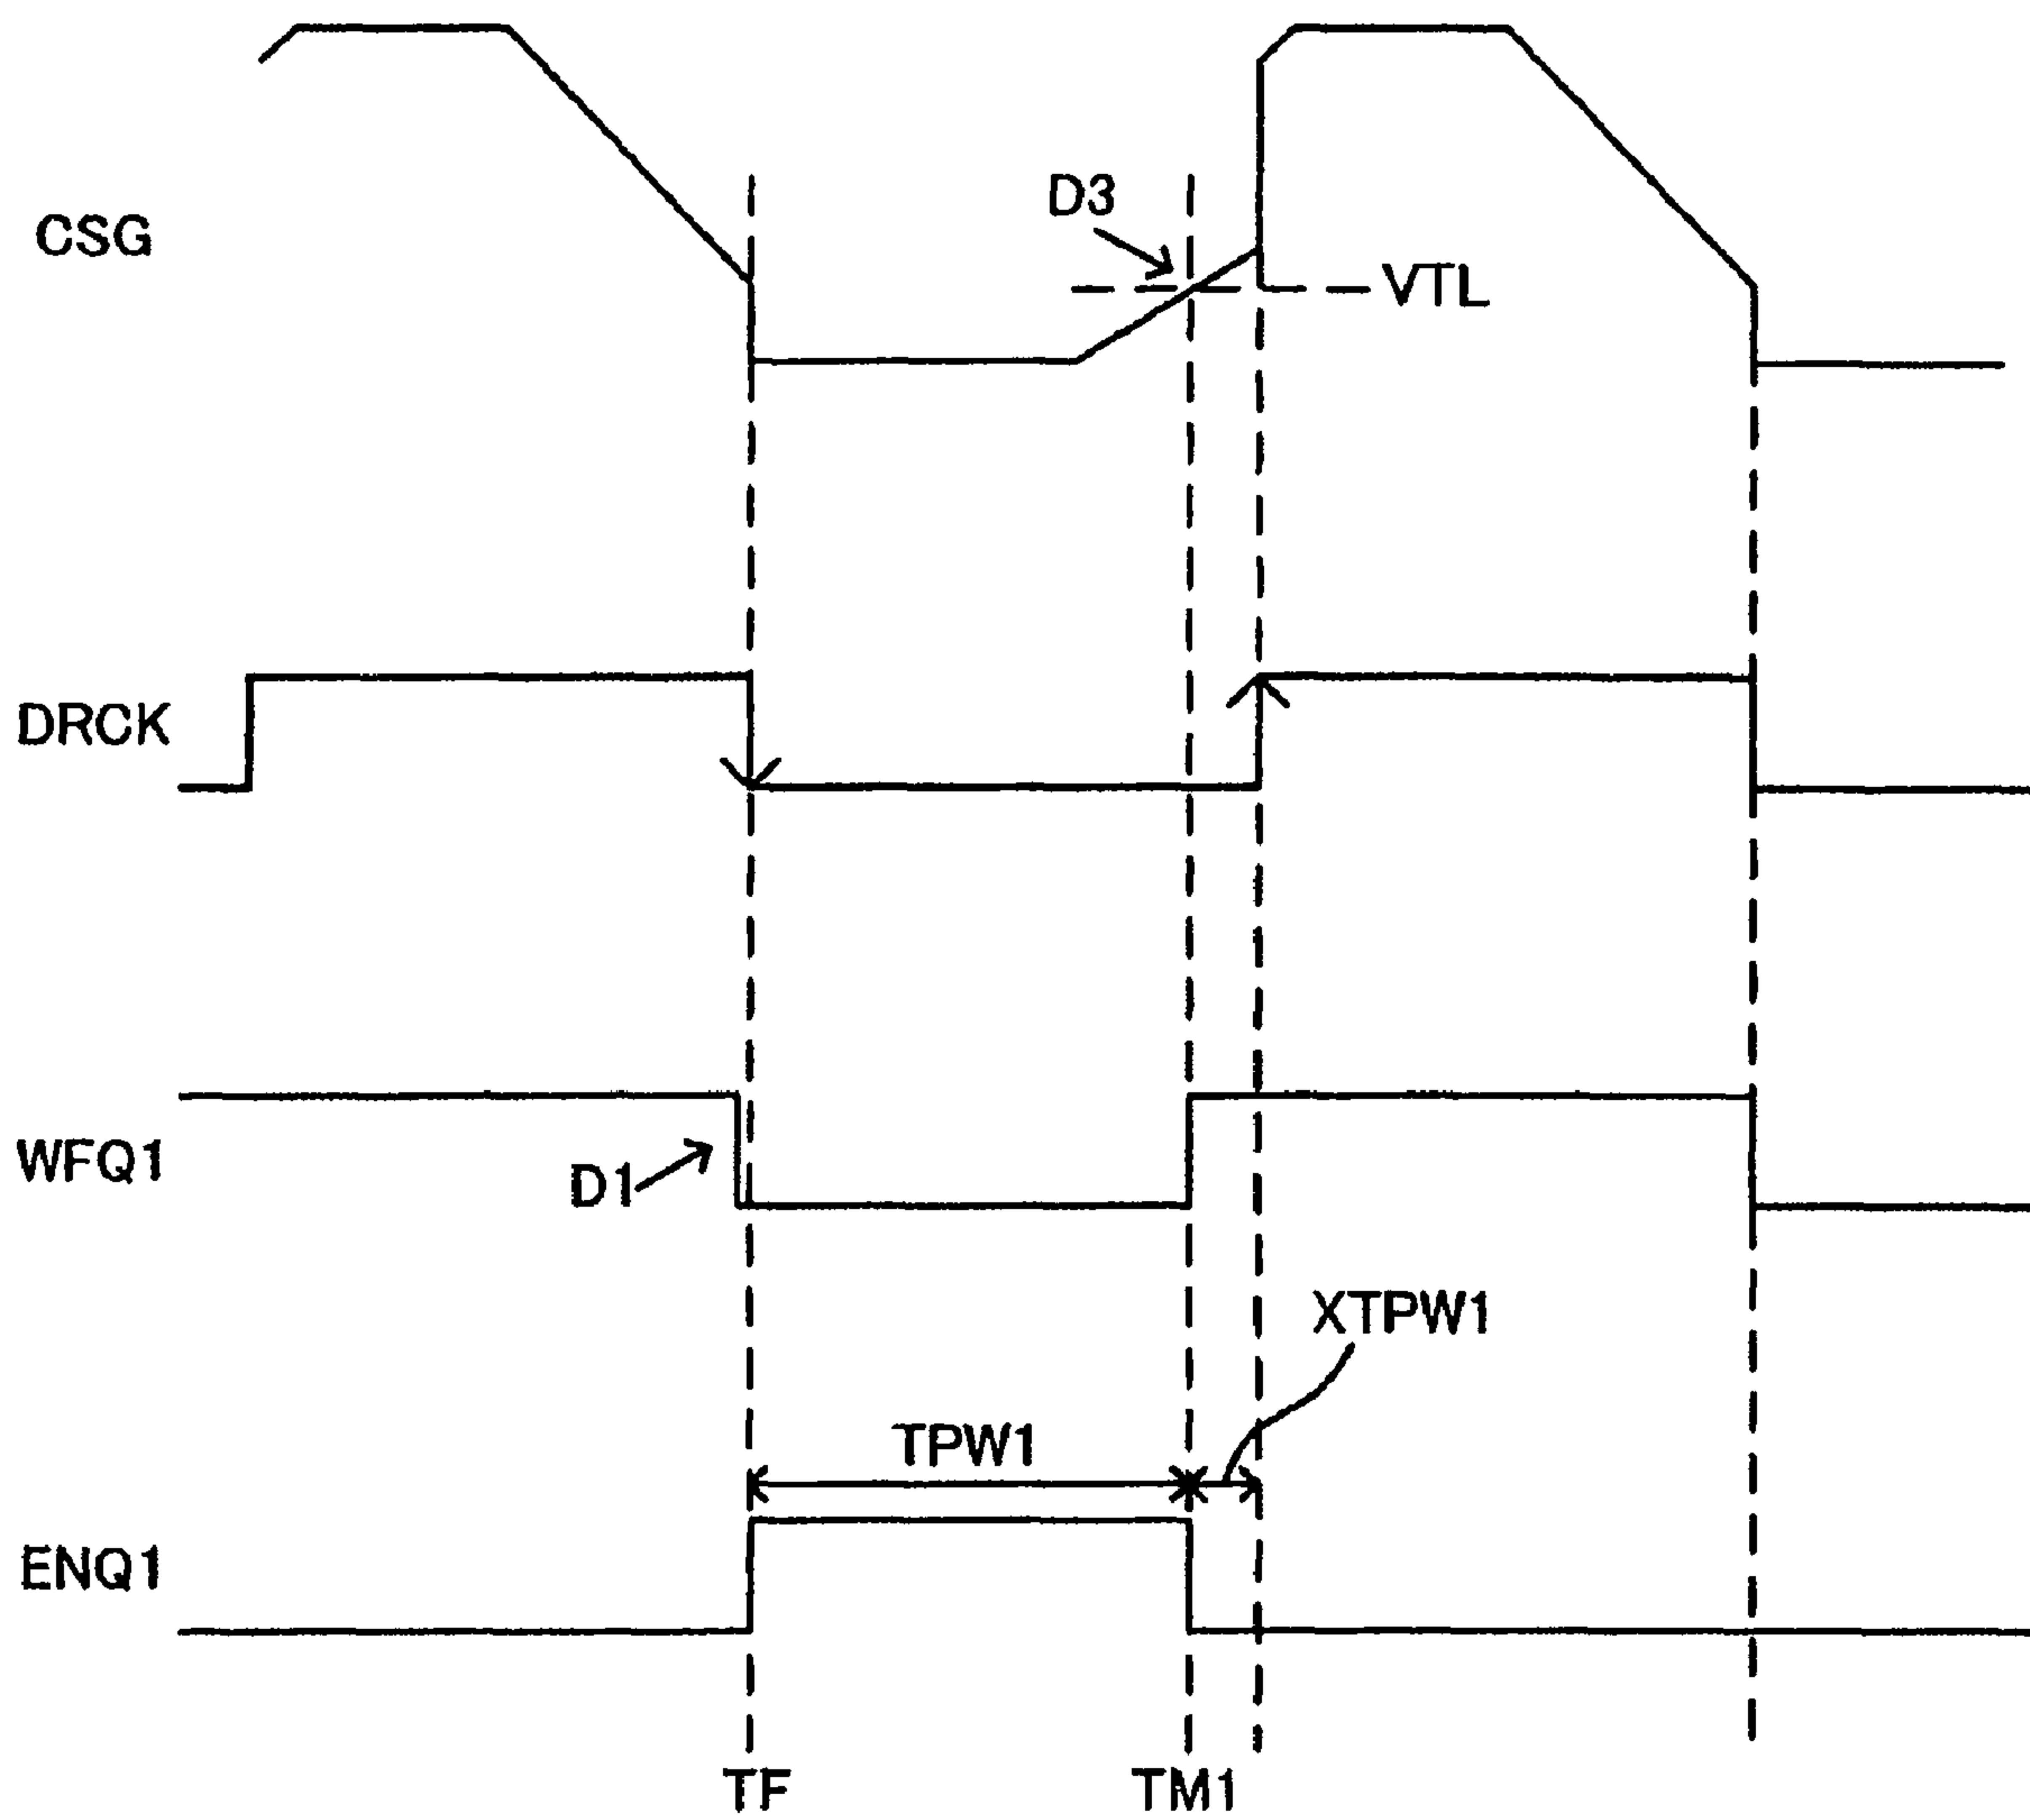 D3
CSG
VTL
DRCK
WFQ1
D1
XTPW1
TPW1
ENQ1
TF
TM1